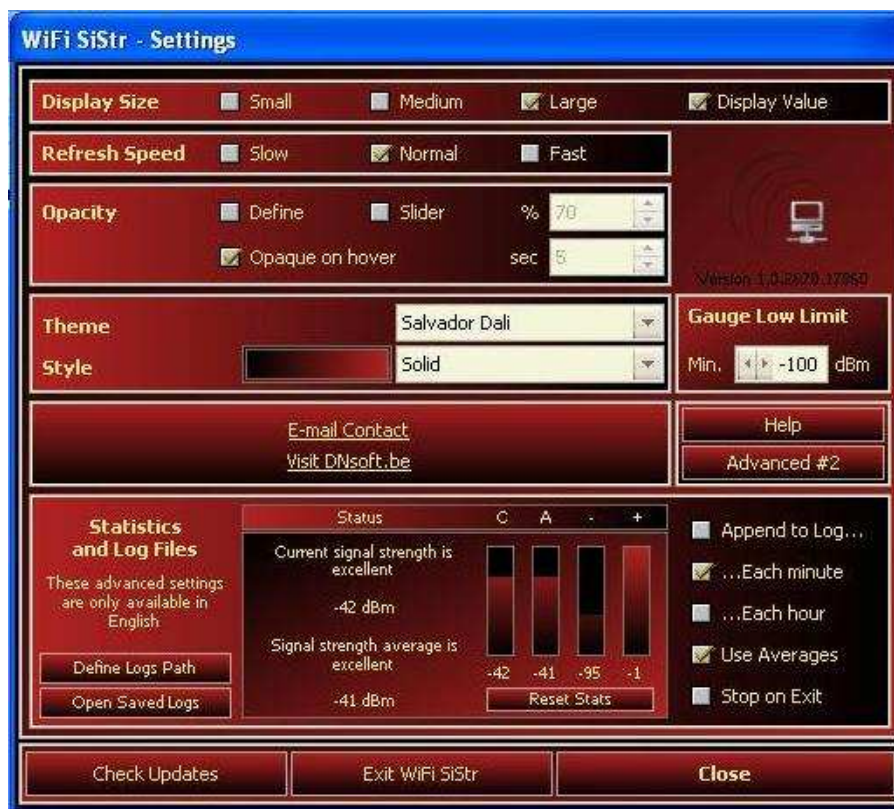 WiFi SiStr - Settings
Display Size Small Medium Large Display Value
Refresh Speed Slow Normal Fast
Opacity Define Slider % 70
Opaque on hover sec 5
Version 1.0.2670.17860
Theme Salvador Dali
Style Solid
Gauge Low Limit
Min. -100 dBm
E-mail Contact
Visit DNsoft.be
Help
Advanced #2
Statistics
and Log Files
These advanced settings
are only available in
English
Define Logs Path
Open Saved Logs
Status C A - +
Current signal strength is
excellent
-42 dBm
Signal strength average is
excellent
-41 dBm
-42 -41 -95 -1
Reset Stats
Append to Log...
...Each minute
...Each hour
Use Averages
Stop on Exit
Check Updates Exit WiFi SiStr Close